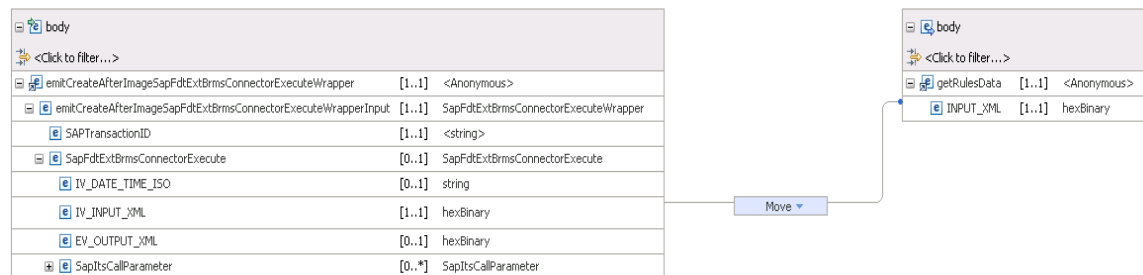 body
<Click to filter...>
emitCreateAfterImageSapFdtExtBrmsConnectorExecuteWrapper [1..1] <Anonymous>
emitCreateAfterImageSapFdtExtBrmsConnectorExecuteWrapperInput [1..1] SapFdtExtBrmsConnectorExecuteWrapper
SAPTransactionID [1..1] <string>
SapFdtExtBrmsConnectorExecute [0..1] SapFdtExtBrmsConnectorExecute
IV_DATE_TIME_ISO [0..1] string
IV_INPUT_XML [1..1] hexBinary
EV_OUTPUT_XML [0..1] hexBinary
SapItsCallParameter [0..*] SapItsCallParameter
Move
body
<Click to filter...>
getRulesData [1..1] <Anonymous>
INPUT_XML [1..1] hexBinary